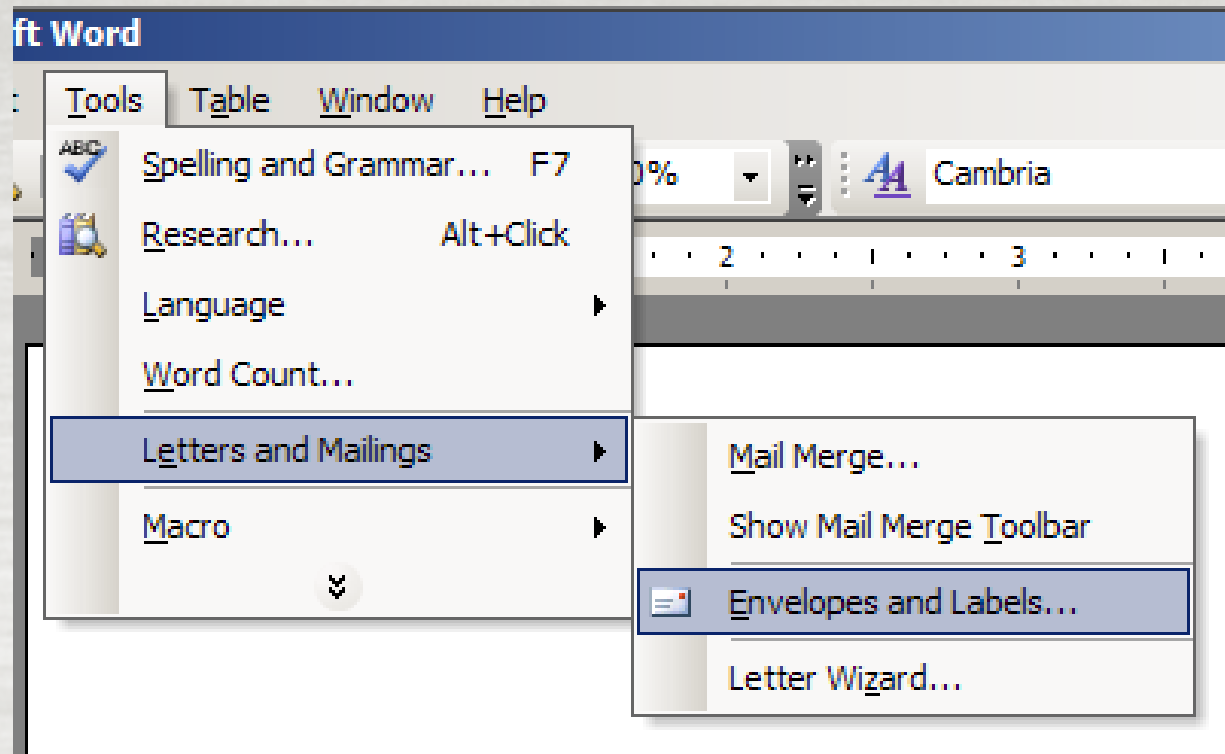 ft Word
Tools Table Window Help
ABC Spelling and Grammar... F7
0% Cambria
Research... Alt+Click
2 3
Language
Word Count...
Letters and Mailings
Mail Merge...
Macro
Show Mail Merge Toolbar
Envelopes and Labels...
Letter Wizard...